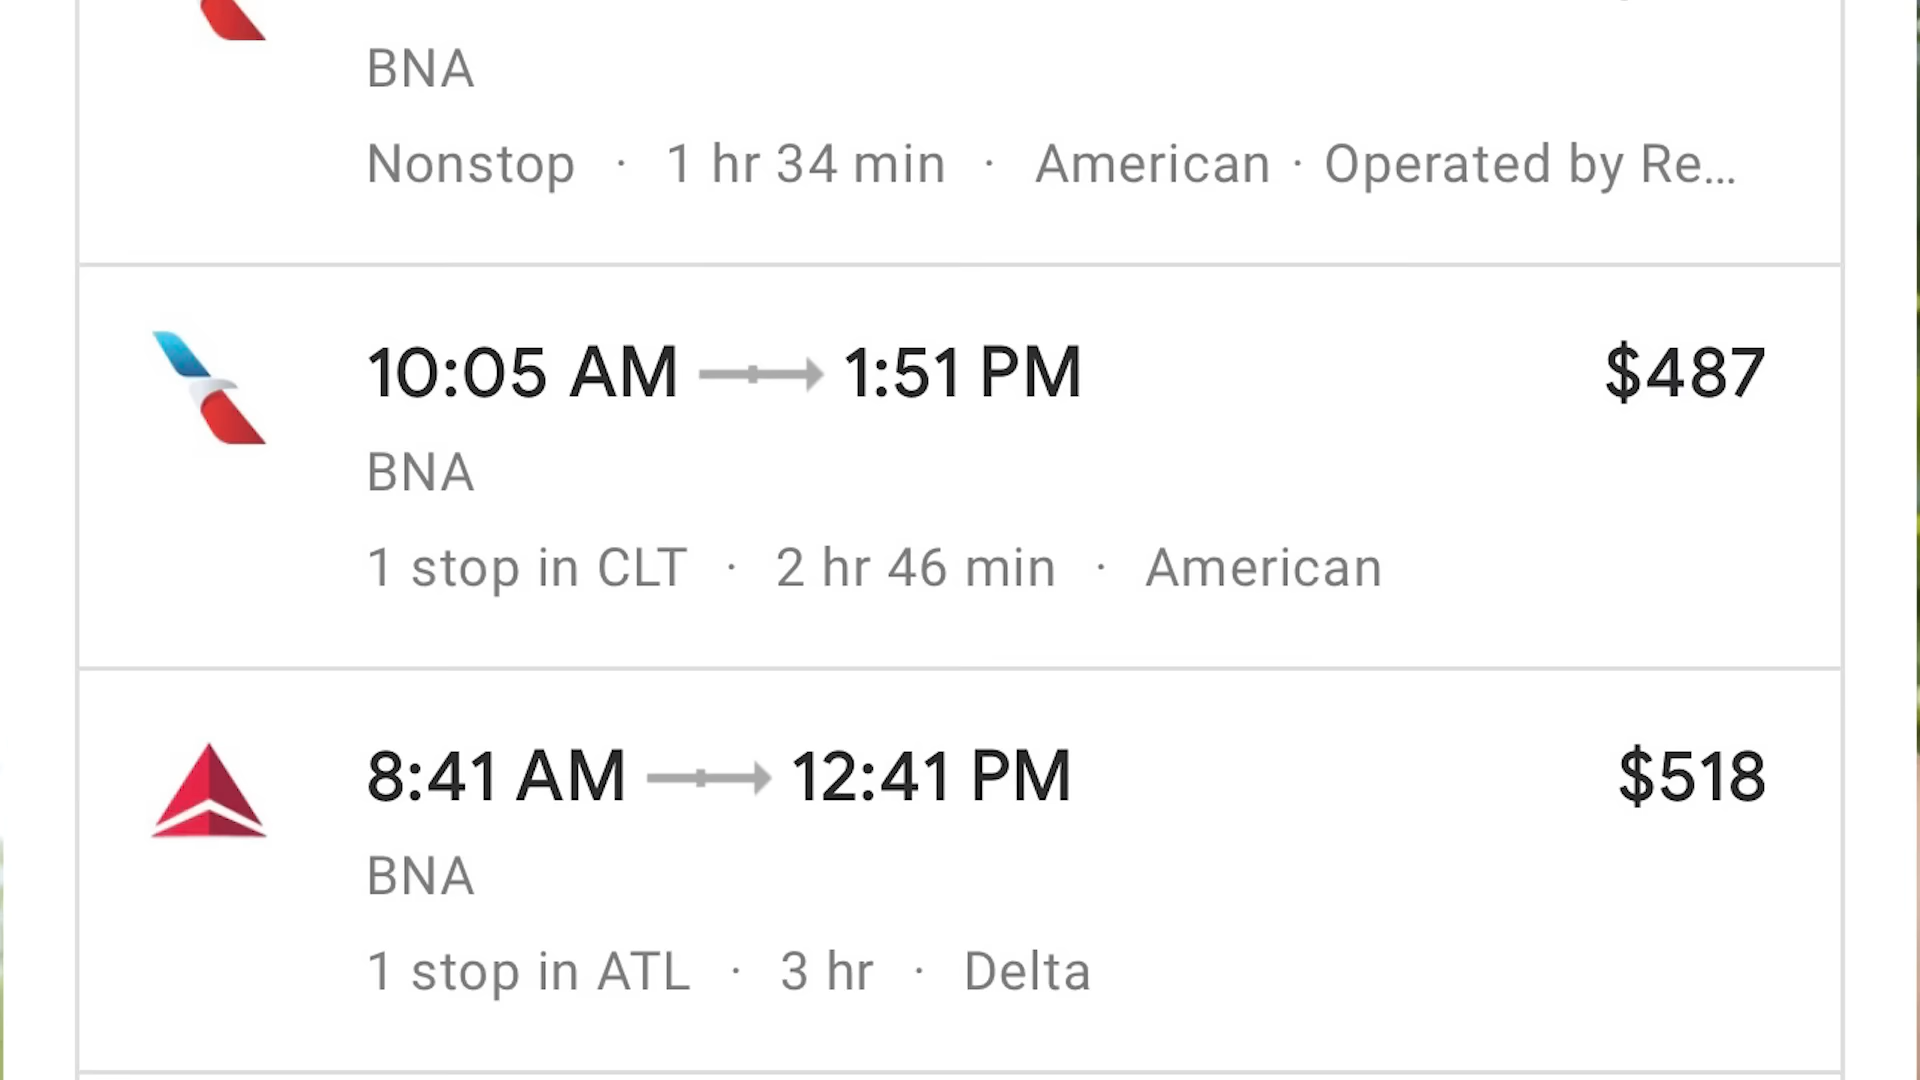 BNA
Nonstop · 1 hr 34 min · American · Operated by Re...
10:05 AM 1:51 PM $487
BNA
1 stop in CLT · 2 hr 46 min · American
8:41 AM 12:41 PM $518
BNA
1 stop in ATL · 3 hr · Delta